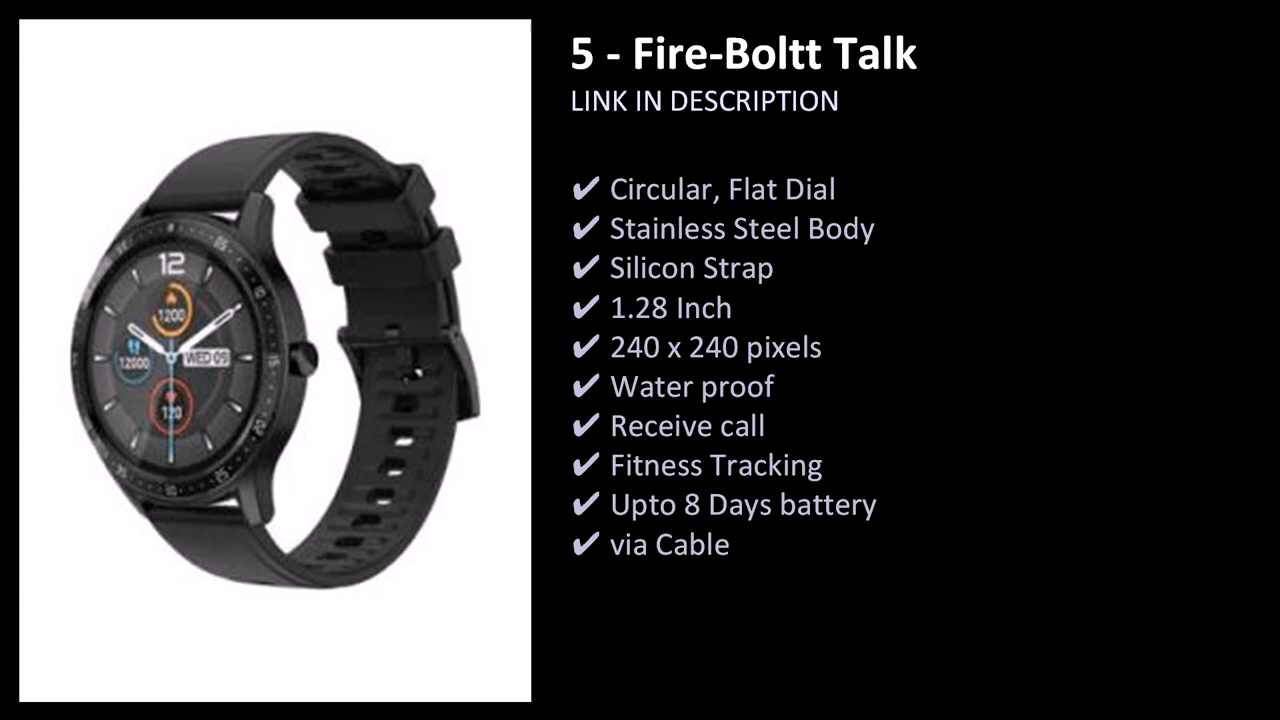 5 - Fire-Boltt Talk
LINK IN DESCRIPTION
✔ Circular, Flat Dial
✔ Stainless Steel Body
✔ Silicon Strap
✔ 1.28 Inch
✔ 240 x 240 pixels
✔ Water proof
✔ Receive call
✔ Fitness Tracking
✔ Upto 8 Days battery
✔ via Cable
12
1200
12000
WED 09
120